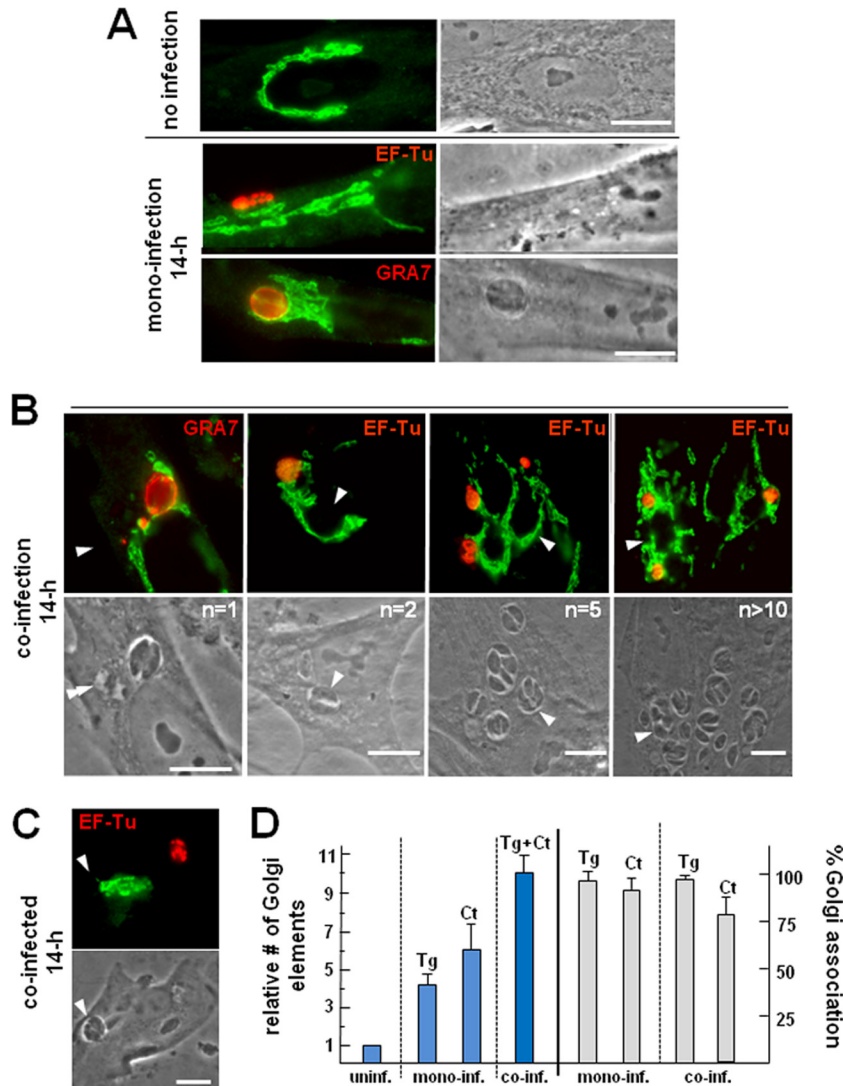 A
no infection
mono-infection
14-h
EF-Tu
GRA7
B
co-infection
14-h
GRA7
EF-Tu
EF-Tu
EF-Tu
n=1
n=2
n=5
n>10
C
co-infected
14-h
EF-Tu
D
relative # of Golgi
elements
11
9
7
5
3
1
Tg
Ct
Tg+Ct
Tg
Ct
Tg
Ct
100
75
50
25
% Golgi association
uninf.
mono-inf.
co-inf.
mono-inf.
co-inf.